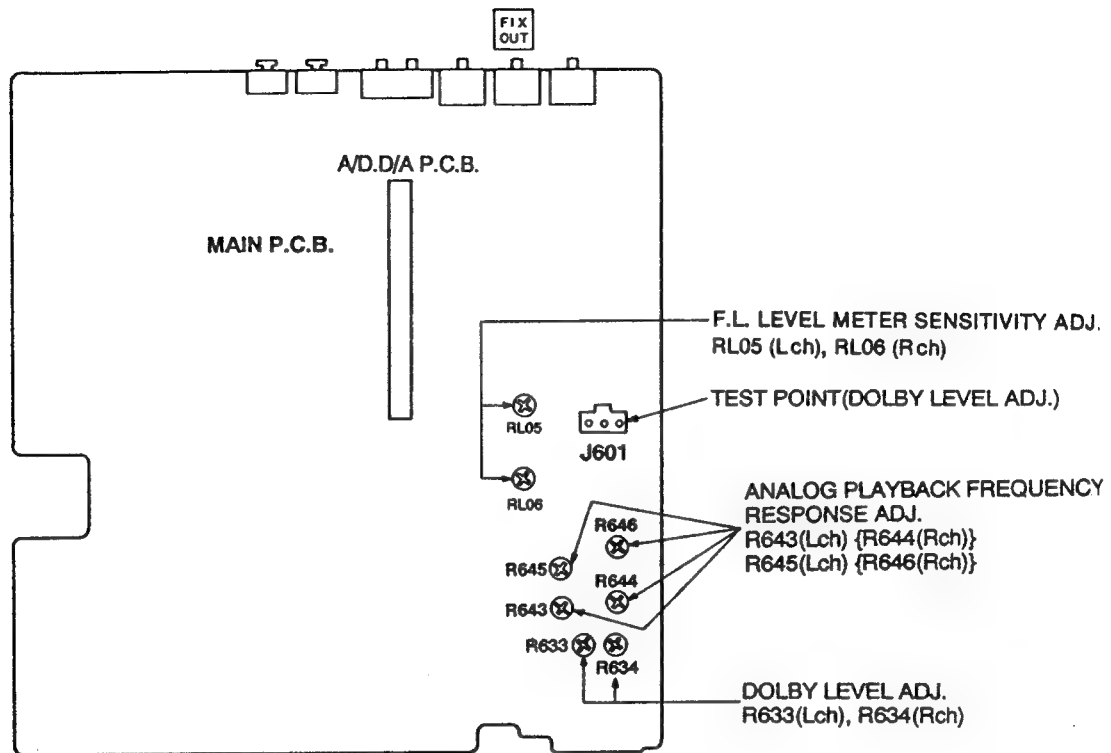 FIX
OUT
A/D.D/A P.C.B.
MAIN P.C.B.
F.L. LEVEL METER SENSITIVITY ADJ.
RL05 (Lch), RL06 (Rch)
TEST POINT(DOLBY LEVEL ADJ.)
RL05
J601
RL06
ANALOG PLAYBACK FREQUENCY
RESPONSE ADJ.
R643(Lch) {R644(Rch)}
R645(Lch) {R646(Rch)}
R646
R645
R644
R643
R633
R634
DOLBY LEVEL ADJ.
R633(Lch), R634(Rch)